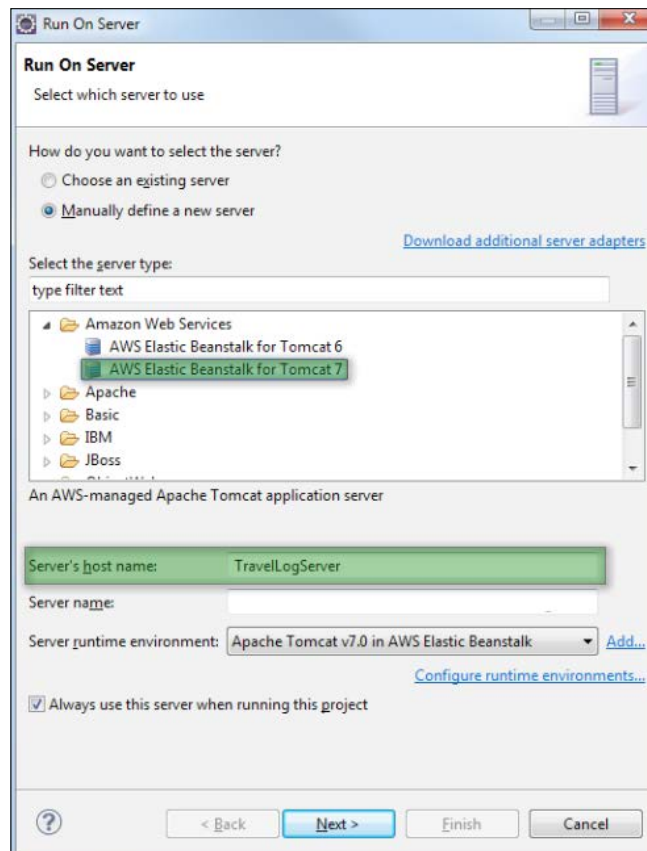 Run On Server
Run On Server
Select which server to use
How do you want to select the server?
Choose an existing server
Manually define a new server
Download additional server adapters
Select the server type:
type filter text
Amazon Web Services
AWS Elastic Beanstalk for Tomcat 6
AWS Elastic Beanstalk for Tomcat 7
Apache
Basic
IBM
JBoss
An AWS-managed Apache Tomcat application server
Server's host name: TravelLogServer
Server name:
Server runtime environment: Apache Tomcat v7.0 in AWS Elastic Beanstalk Add...
Configure runtime environments...
Always use this server when running this project
? < Back Next > Finish Cancel